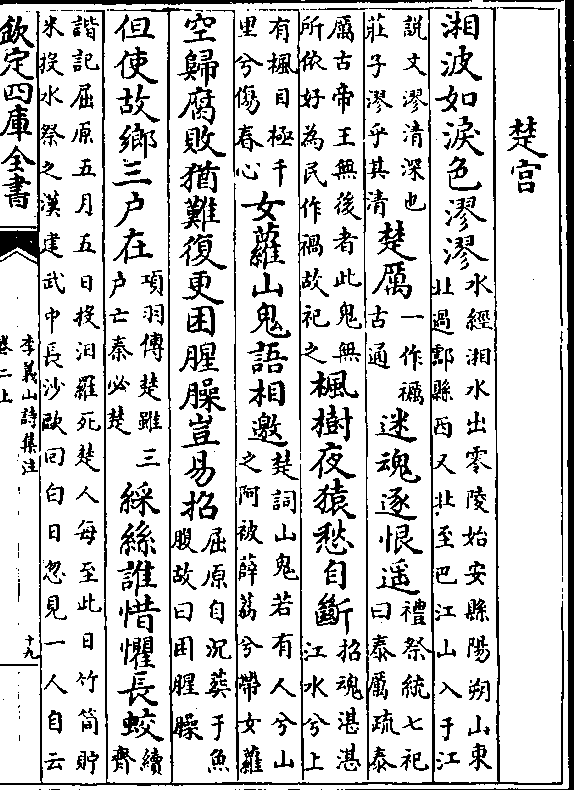 楚宫
湘波如淚色漻漻水經湘水出零陵始安縣陽朔山東北過酃縣西又北至巴江山入于江
說文漻清深也莊子漻乎其清楚厲一作禲古通迷魂逐恨遥禮祭統七祀曰泰厲疏泰
厲古帝王無後者此鬼無所依好為民作禍故祀之楓樹夜猿愁自斷招魂湛湛江水兮上
有楓目極千里兮傷春心女蘿山鬼語相邀楚詞山鬼若有人兮山之阿被薜荔兮帶女蘿
空歸腐敗猶難復更困腥臊豈易招屈原自沉葬于魚腹故曰困腥臊
但使故鄉三户在項羽傳楚雖三户亡秦必楚綵絲誰惜懼長蛟續齊
諧記屈原五月五日投汨羅死楚人每至此日竹筒貯米投水祭之漢建武中長沙歐回白日忽見一人自云
欽定四庫全書
李義山詩集注
卷二上
十九